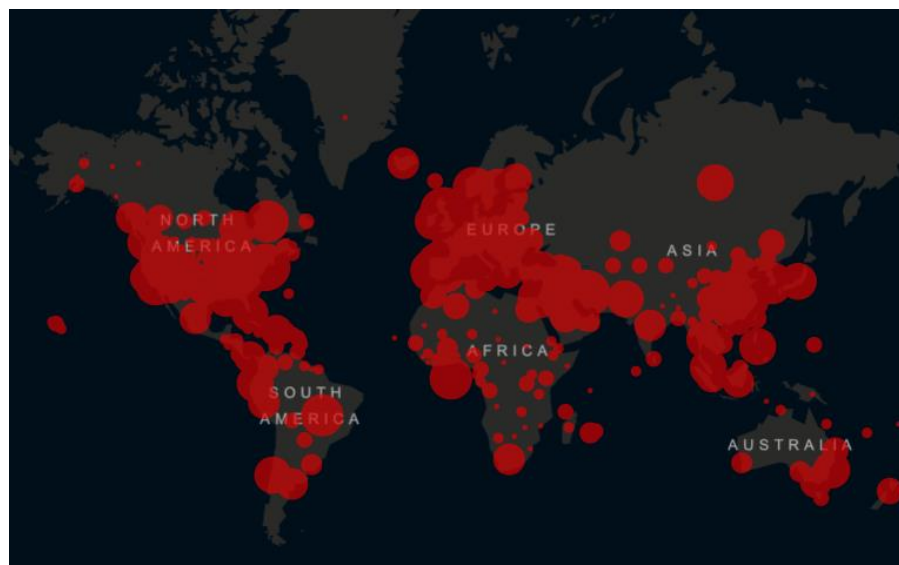 NORTH
AMERICA
EUROPE
ASIA
AFRICA
SOUTH
AMERICA
AUSTRALIA